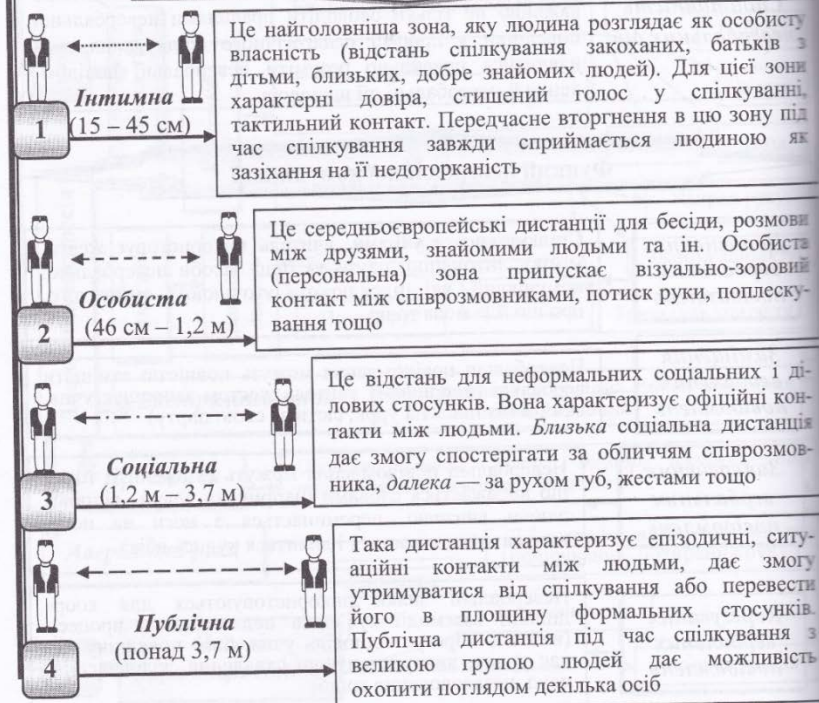 Це найголовніша зона, яку людина розглядає як особисту
власність (дистанція спілкування закоханих, батьків з
дітьми, близьких, добре знайомих людей). Для цієї зони
характерні довіра, стишений голос у спілкуванні,
тактильний контакт. Передчасне вторгнення в цю зону під
час спілкування завжди сприймається людиною як
зазіхання на її недоторканість
Інтимна
(15 – 45 см)
1
Це середньоєвропейські дистанції для бесіди, розмови
між друзями, знайомими людьми та ін. Особиста
(персональна) зона припускає візуально-зоровий
контакт між співрозмовниками, потиск руки, поплеску-
вання тощо
Особиста
(46 см – 1,2 м)
2
Це відстань для неформальних соціальних і ді-
лових стосунків. Вона характеризує офіційні кон-
такти між людьми. Близька соціальна дистанція
дає змогу спостерігати за обличчям співрозмов-
ника, далека — за рухом губ, жестами тощо
Соціальна
(1,2 м – 3,7 м)
3
Така дистанція характеризує епізодичні, ситу-
аційні контакти між людьми, дає змогу
утримуватися від спілкування або перевести
його в площину формальних стосунків.
Публічна дистанція під час спілкування з
великою групою людей дає можливість
охопити поглядом декілька осіб
Публічна
(понад 3,7 м)
4